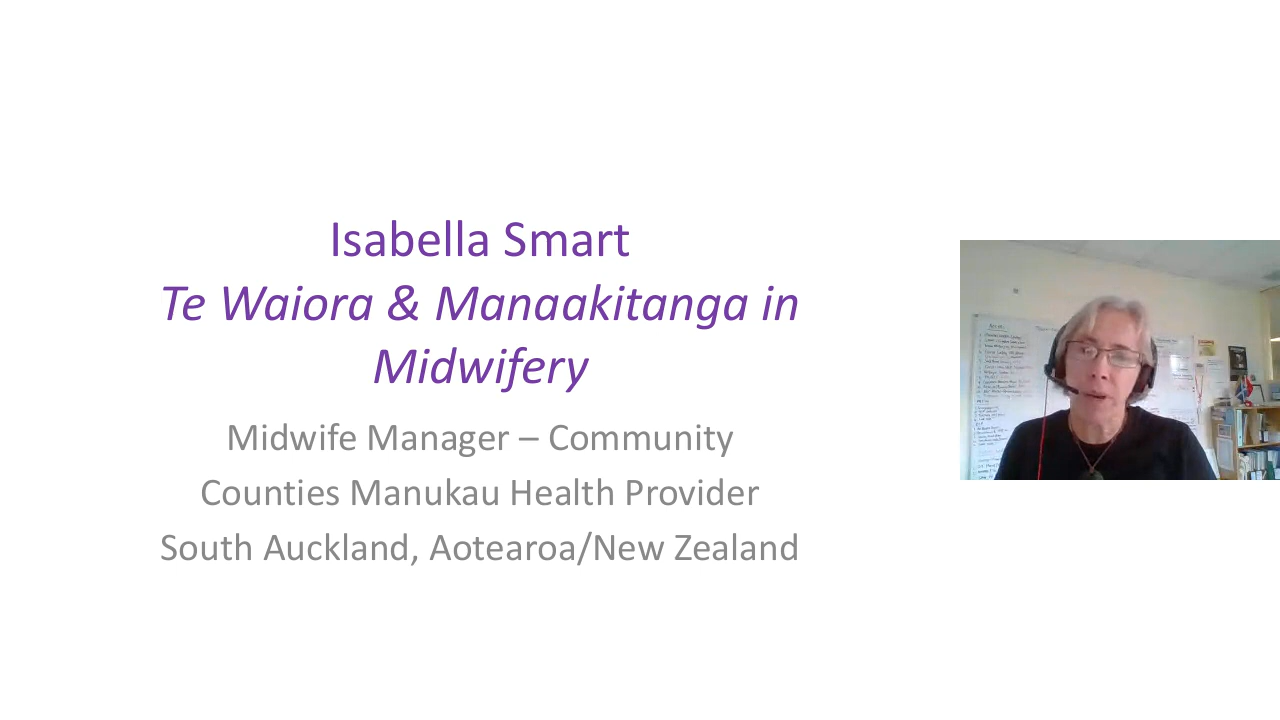 Isabella Smart
Te Waiora & Manaakitanga in
Midwifery
Midwife Manager – Community
Counties Manukau Health Provider
South Auckland, Aotearoa/New Zealand